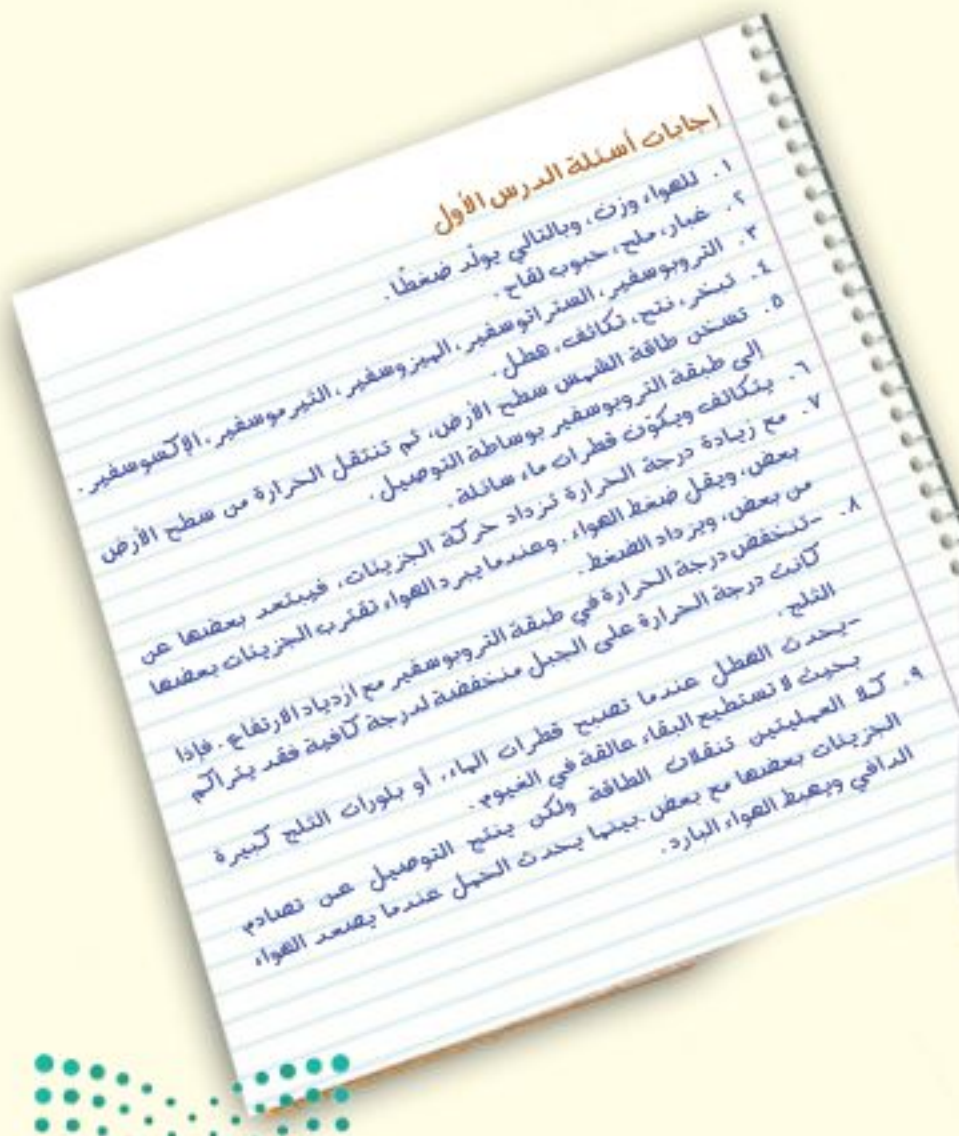 إجابات أسئلة الدرس الأول
١. للهواء وزن، وبالتالي يولّد ضغطًا.
٢. غبار، ملح، حبوب لقاح.
٣. التروبوسفير، الستراتوسفير، الميزوسفير، الثيرموسفير، الإكسوسفير.
٤. تبخر، نتح، تكاثف، هطل.
٥. تسخن طاقة الشمس سطح الأرض، ثم تنتقل الحرارة من سطح الأرض
إلى طبقة التروبوسفير بوساطة التوصيل.
٦. يتكاثف ويكون قطرات ماء سائلة.
٧. مع زيادة درجة الحرارة تزداد حركة الجزيئات، فيبتعد بعضها عن
بعض، ويقل ضغط الهواء. وعندما يبرد الهواء تقترب الجزيئات بعضها
من بعض، ويزداد الضغط.
٨. -تنخفض درجة الحرارة في طبقة التروبوسفير مع ازدياد الارتفاع. فإذا
كانت درجة الحرارة على الجبل منخفضة لدرجة كافية فقد يتراكم
الثلج.
-يحدث الهطل عندما تصبح قطرات الماء، أو بلورات الثلج كبيرة
بحيث لا تستطيع البقاء عالقة في الغيوم.
٩. كلا العمليتين تنقلان الطاقة ولكن ينتج التوصيل عن تصادم
الجزيئات بعضها مع بعض. بينما يحدث الحمل عندما يصعد الهواء
الدافئ ويهبط الهواء البارد.